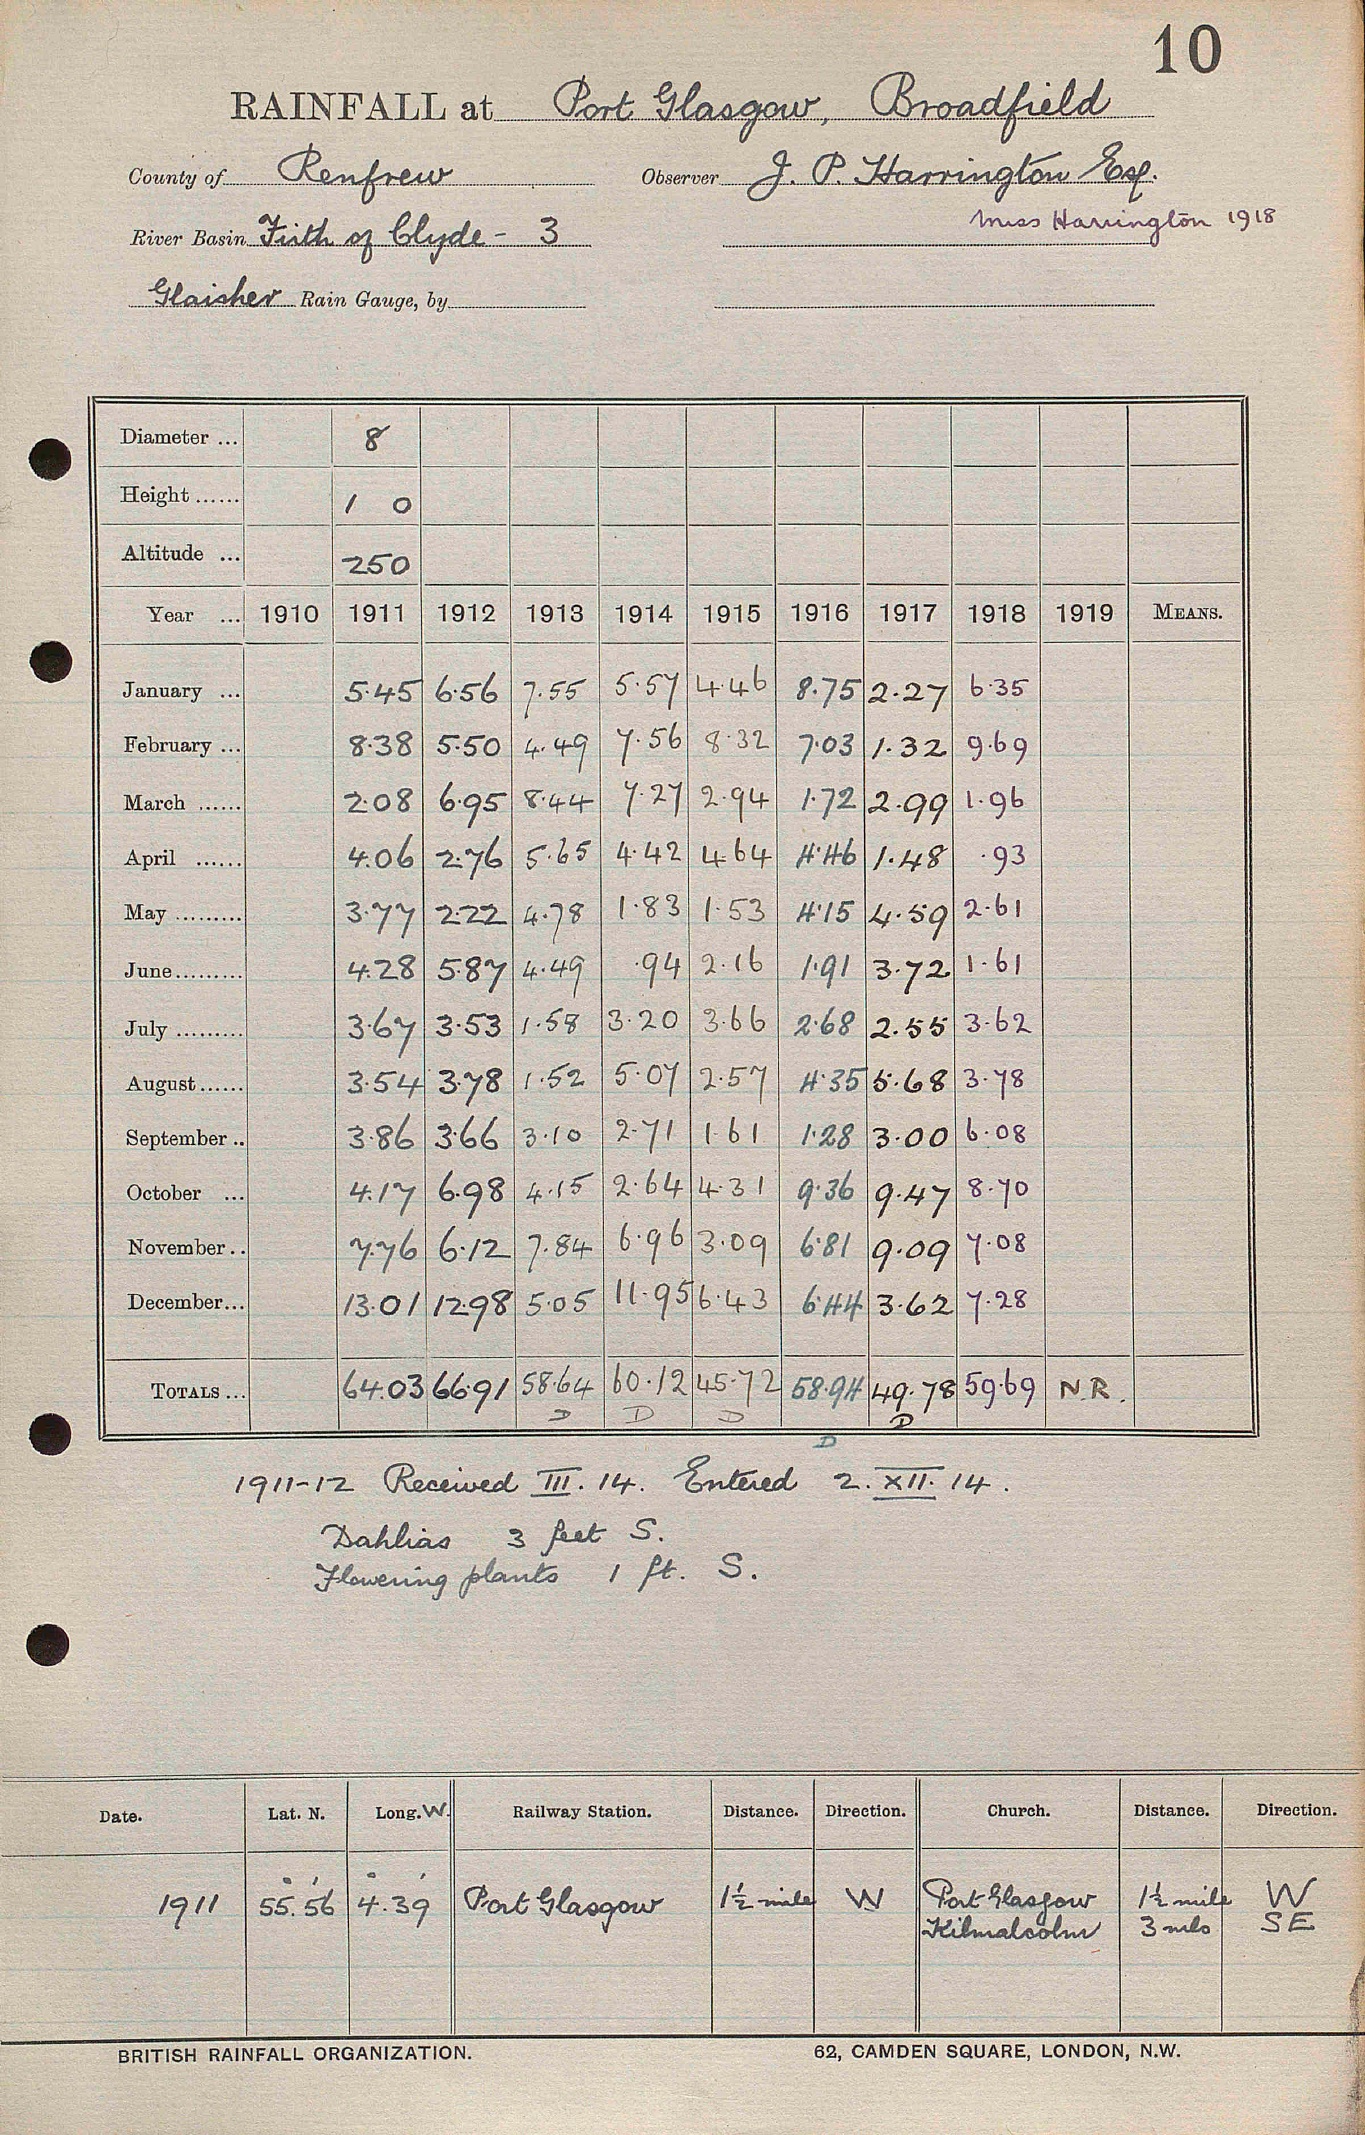 10
RAINFALL at Port Glasgow, Broadfield
County of Renfrew Observer J. P. Harrington Esq.
River Basin Firth of Clyde - 3 Miss Harrington 1918
Glaisher Rain Gauge, by
Diameter ... 8
Height ...... 1 0
Altitude ... 250
Year ... 1910 1911 1912 1913 1914 1915 1916 1917 1918 1919 MEANS.
January ... 5.45 6.56 7.55 5.57 4.46 8.75 2.27 6.35
February ... 8.38 5.50 4.49 7.56 8.32 7.03 1.32 9.69
March ...... 2.08 6.95 8.44 7.27 2.94 1.72 2.99 1.96
April ...... 4.06 2.76 5.65 4.42 4.64 4.46 1.48 .93
May ......... 3.77 2.22 4.78 1.83 1.53 4.15 4.59 2.61
June ......... 4.28 5.87 4.49 .94 2.16 1.91 3.72 1.61
July ......... 3.67 3.53 1.58 3.20 3.66 2.68 2.55 3.62
August ...... 3.54 3.78 1.52 5.07 2.57 4.35 5.68 3.78
September .. 3.86 3.66 3.10 2.71 1.61 1.28 3.00 6.08
October ... 4.17 6.98 4.15 2.64 4.31 9.36 9.47 8.70
November .. 7.76 6.12 7.84 6.96 3.09 6.81 9.09 7.08
December ... 13.01 12.98 5.05 11.95 6.43 6.44 3.62 7.28
TOTALS ... 64.03 66.91 58.64 60.12 45.72 58.94 49.78 59.69 N.R.
D D D D D
1911-12 Received III. 14. Entered 2. XII. 14.
Dahlias 3 feet S.
Flowering plants 1 ft. S.
Date. Lat. N. Long. W. Railway Station. Distance. Direction. Church. Distance. Direction.
1911 55° 56' 4° 39' Port Glasgow 1½ mile W Port Glasgow 1½ mile W
Kilmalcolm 3 mls SE
BRITISH RAINFALL ORGANIZATION. 62, CAMDEN SQUARE, LONDON, N.W.